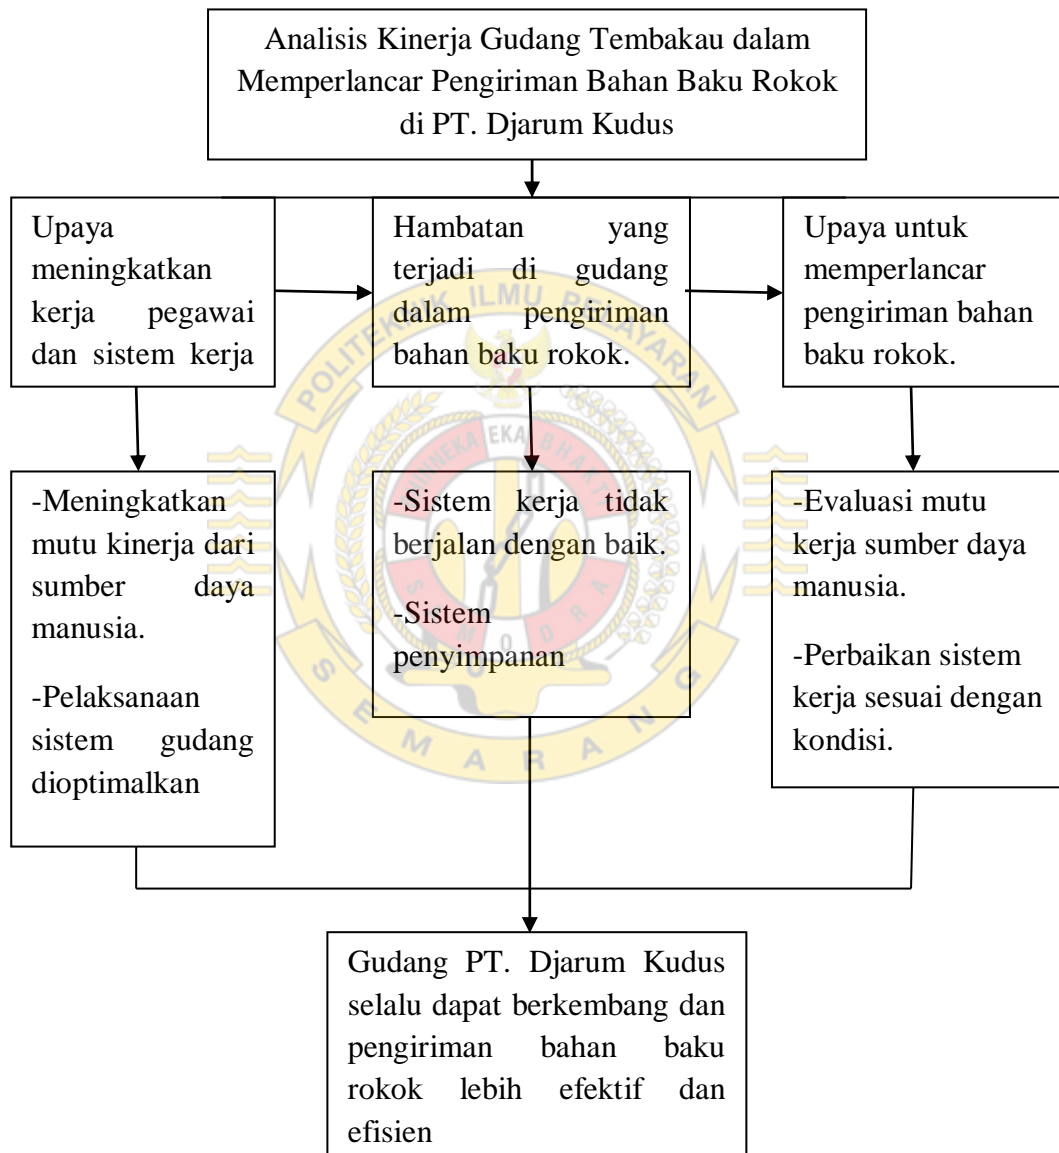 Analisis Kinerja Gudang Tembakau dalam
Memperlancar Pengiriman Bahan Baku Rokok
di PT. Djarum Kudus
Upaya
meningkatkan
kerja pegawai
dan sistem kerja
Hambatan yang
terjadi di gudang
dalam pengiriman
bahan baku rokok.
Upaya untuk
memperlancar
pengiriman bahan
baku rokok.
-Meningkatkan
mutu kinerja dari
sumber daya
manusia.
-Pelaksanaan
sistem gudang
dioptimalkan
-Sistem kerja tidak
berjalan dengan baik.
-Sistem
penyimpanan
-Evaluasi mutu
kerja sumber daya
manusia.
-Perbaikan sistem
kerja sesuai dengan
kondisi.
Gudang PT. Djarum Kudus
selalu dapat berkembang dan
pengiriman bahan baku
rokok lebih efektif dan
efisien
POLITEKNIK ILMU PELAYARAN
SEMARANG